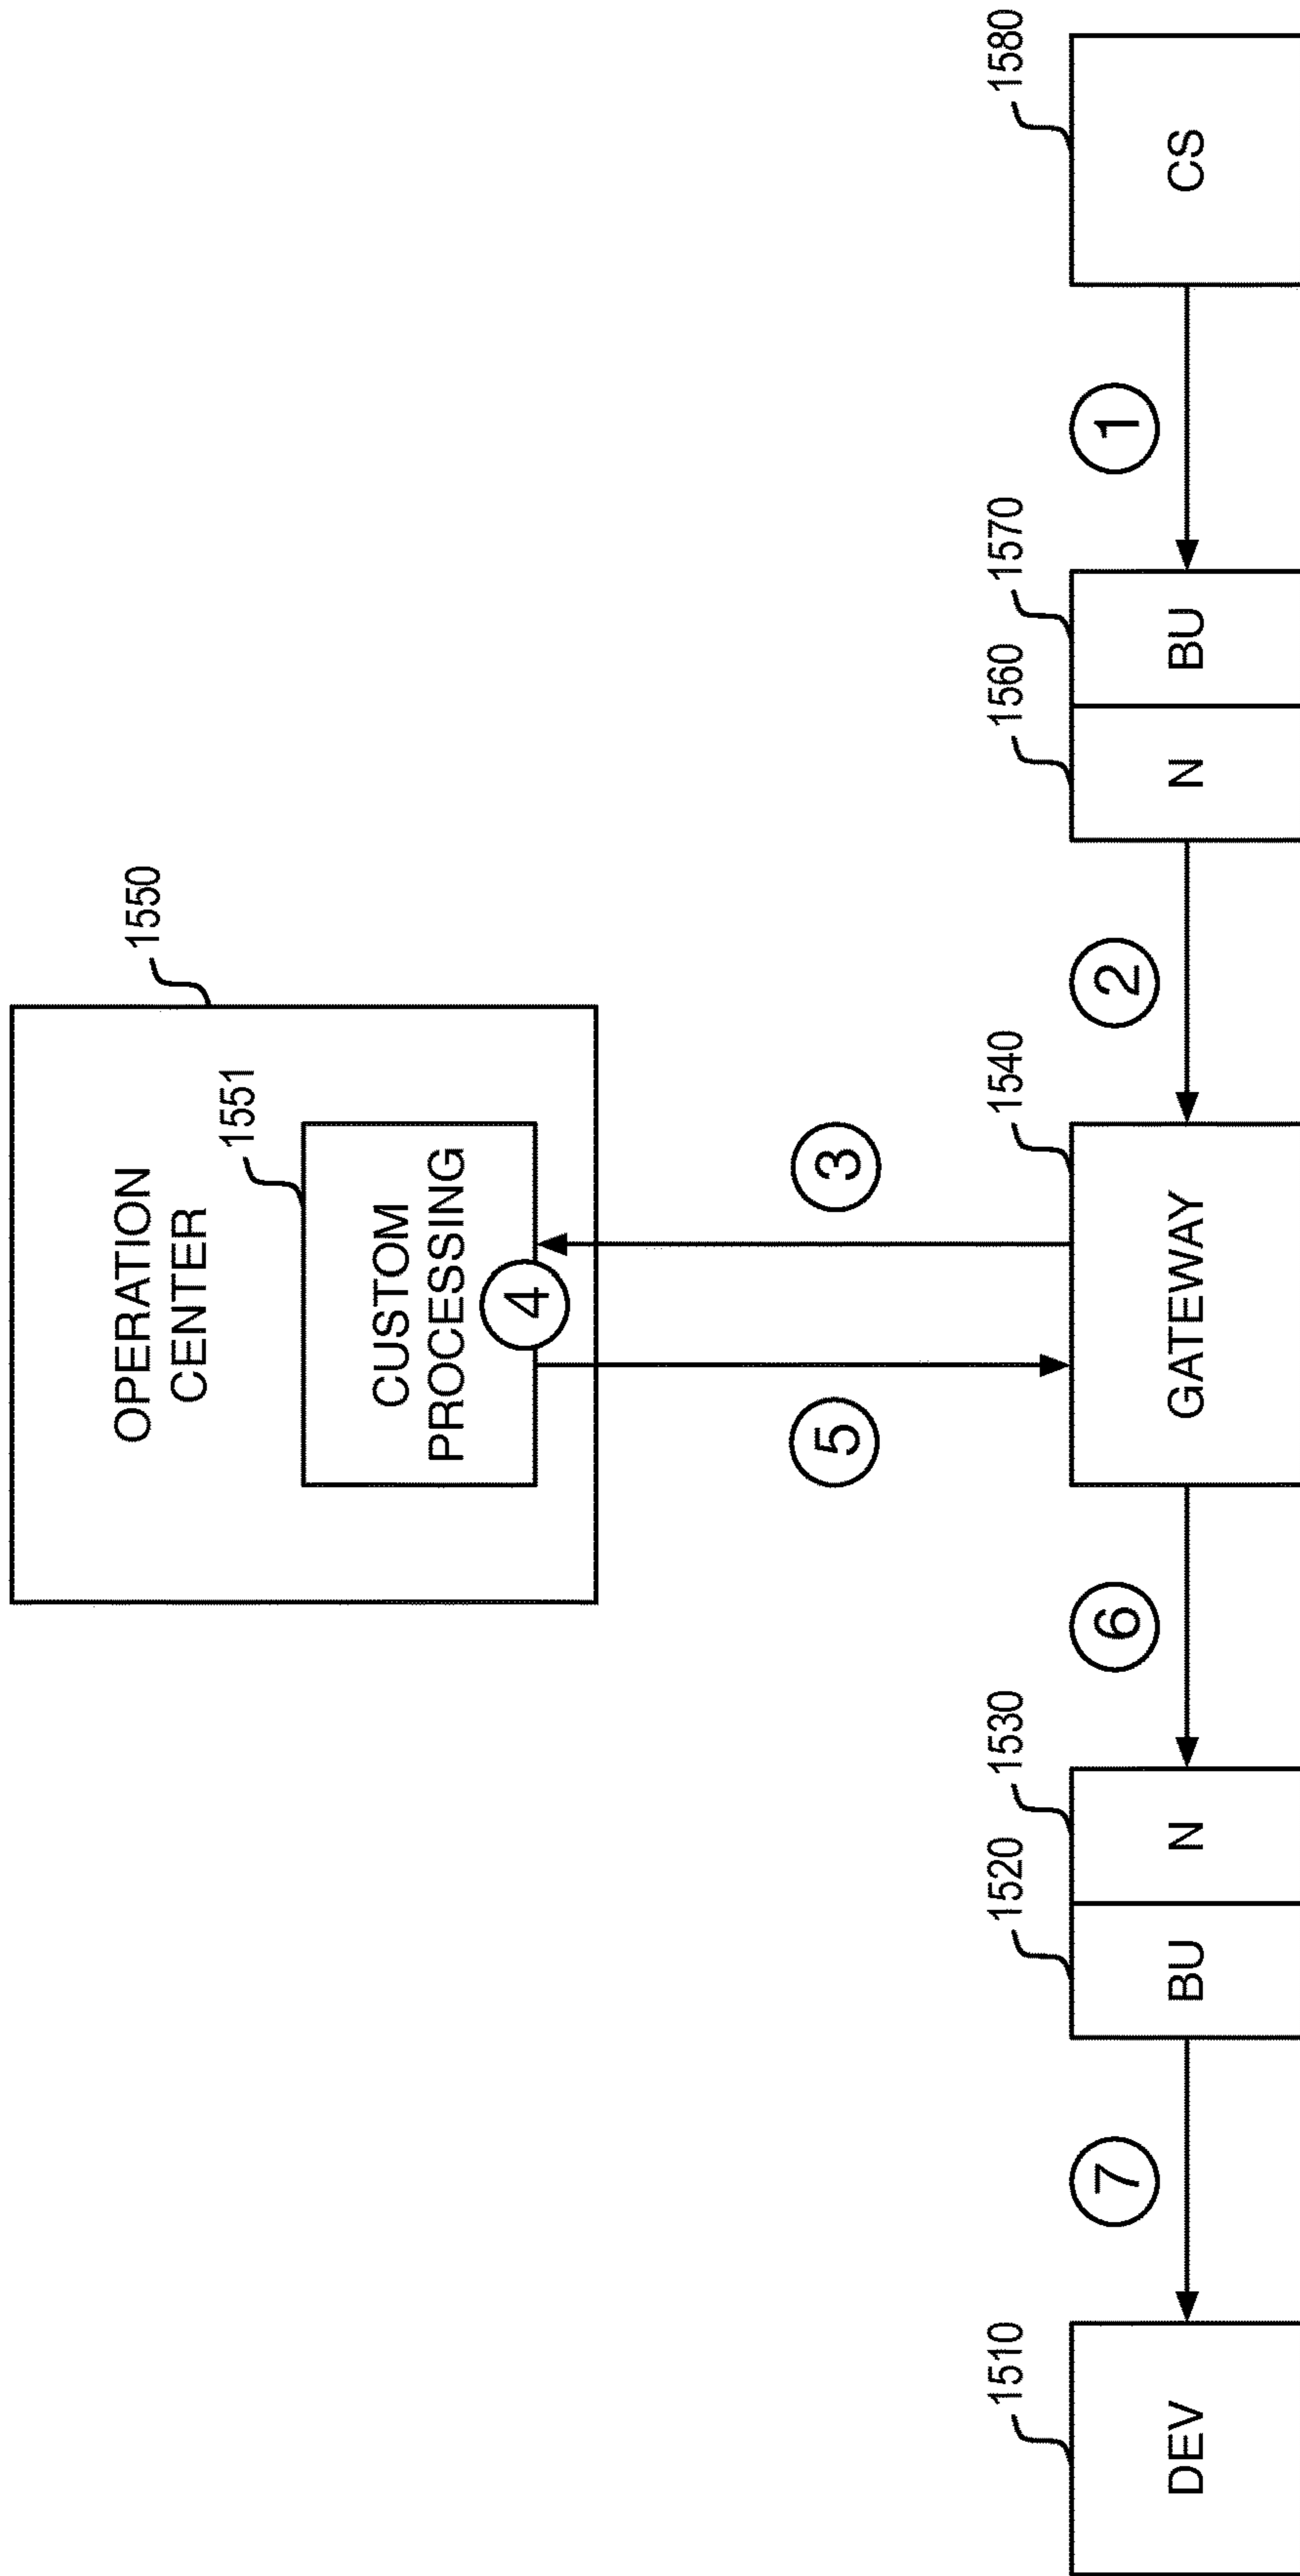 1550
OPERATION
CENTER
1551
CUSTOM
PROCESSING
4
5
3
1510
DEV
7
1520
BU
1530
N
6
1540
GATEWAY
2
1560
N
1570
BU
1
1580
CS